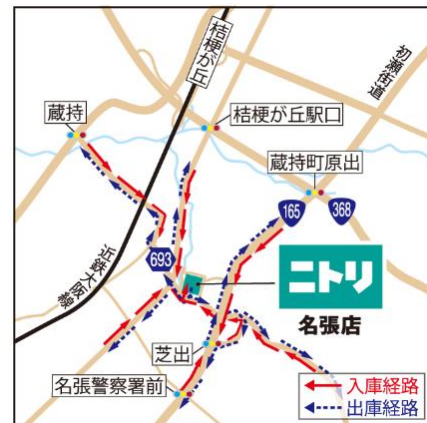 桔梗が丘
初瀬街道
蔵持
桔梗が丘駅口
蔵持町原出
165
368
693
ニトリ
名張店
近鉄大阪線
芝出
名張警察署前
入庫経路
出庫経路